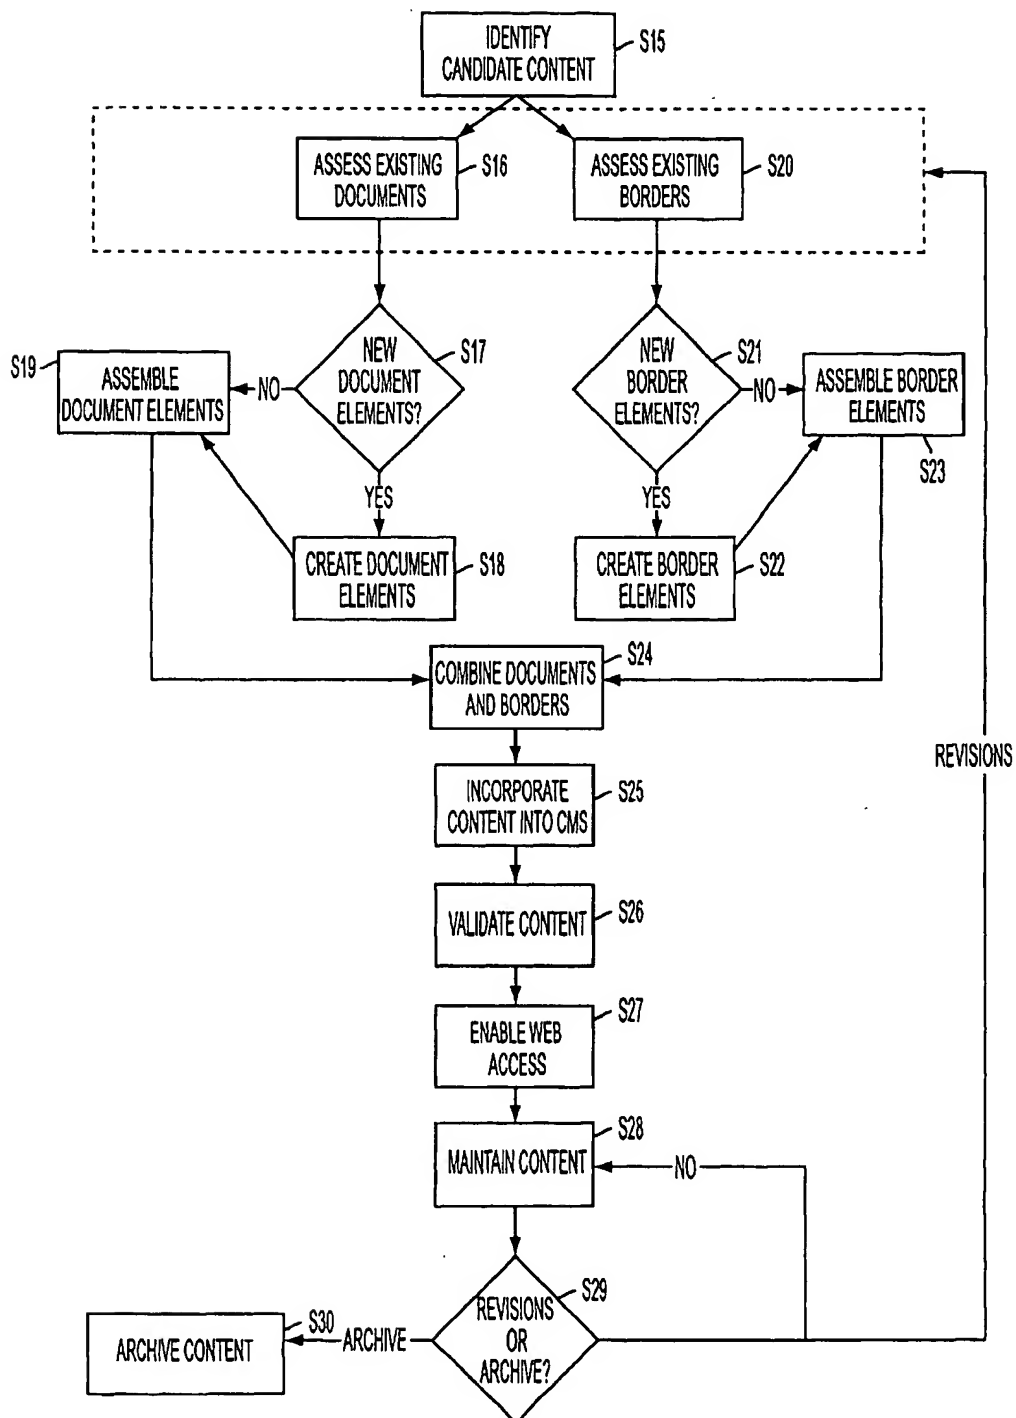 IDENTIFY
CANDIDATE CONTENT
S15
ASSESS EXISTING
DOCUMENTS
S16
ASSESS EXISTING
BORDERS
S20
NEW
DOCUMENT
ELEMENTS?
S17
NEW
BORDER
ELEMENTS?
S21
S19
ASSEMBLE
DOCUMENT ELEMENTS
NO
NO
ASSEMBLE BORDER
ELEMENTS
S23
YES
YES
CREATE DOCUMENT
ELEMENTS
S18
CREATE BORDER
ELEMENTS
S22
COMBINE DOCUMENTS
AND BORDERS
S24
REVISIONS
INCORPORATE
CONTENT INTO CMS
S25
VALIDATE CONTENT
S26
ENABLE WEB
ACCESS
S27
MAINTAIN CONTENT
S28
NO
REVISIONS
OR
ARCHIVE?
S29
ARCHIVE
ARCHIVE CONTENT
S30